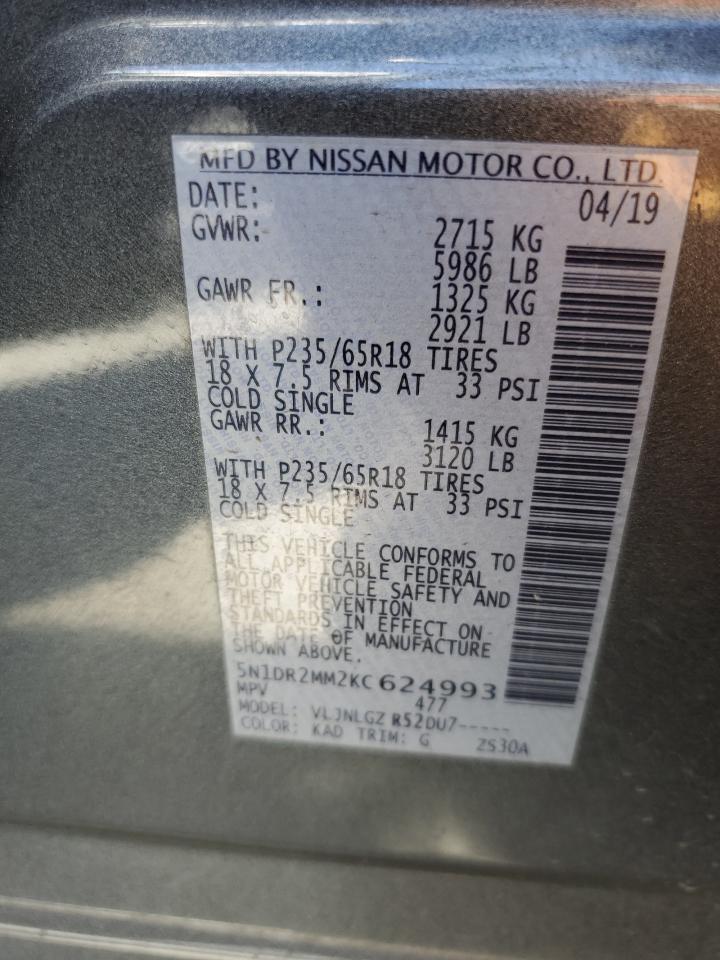 MFD BY NISSAN MOTOR CO., LTD.
DATE: 04/19
GVWR: 2715 KG
5986 LB
GAWR FR.: 1325 KG
2921 LB
WITH P235/65R18 TIRES
18 X 7.5 RIMS AT 33 PSI
COLD SINGLE
GAWR RR.: 1415 KG
3120 LB
WITH P235/65R18 TIRES
18 X 7.5 RIMS AT 33 PSI
COLD SINGLE
THIS VEHICLE CONFORMS TO
ALL APPLICABLE FEDERAL
MOTOR VEHICLE SAFETY AND
THEFT PREVENTION
STANDARDS IN EFFECT ON
THE DATE OF MANUFACTURE
SHOWN ABOVE.
5N1DR2MM2KC624993
MPV 477
MODEL: VLJNLGZ R52DU7-----
COLOR: KAD TRIM: G ZS30A